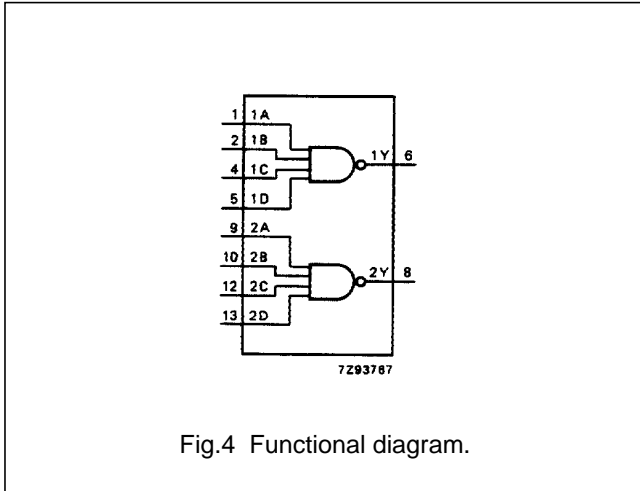 1 1A
2 1B
4 1C
5 1D
1Y 6
9 2A
10 2B
12 2C
13 2D
2Y 8
7Z93767
Fig.4 Functional diagram.